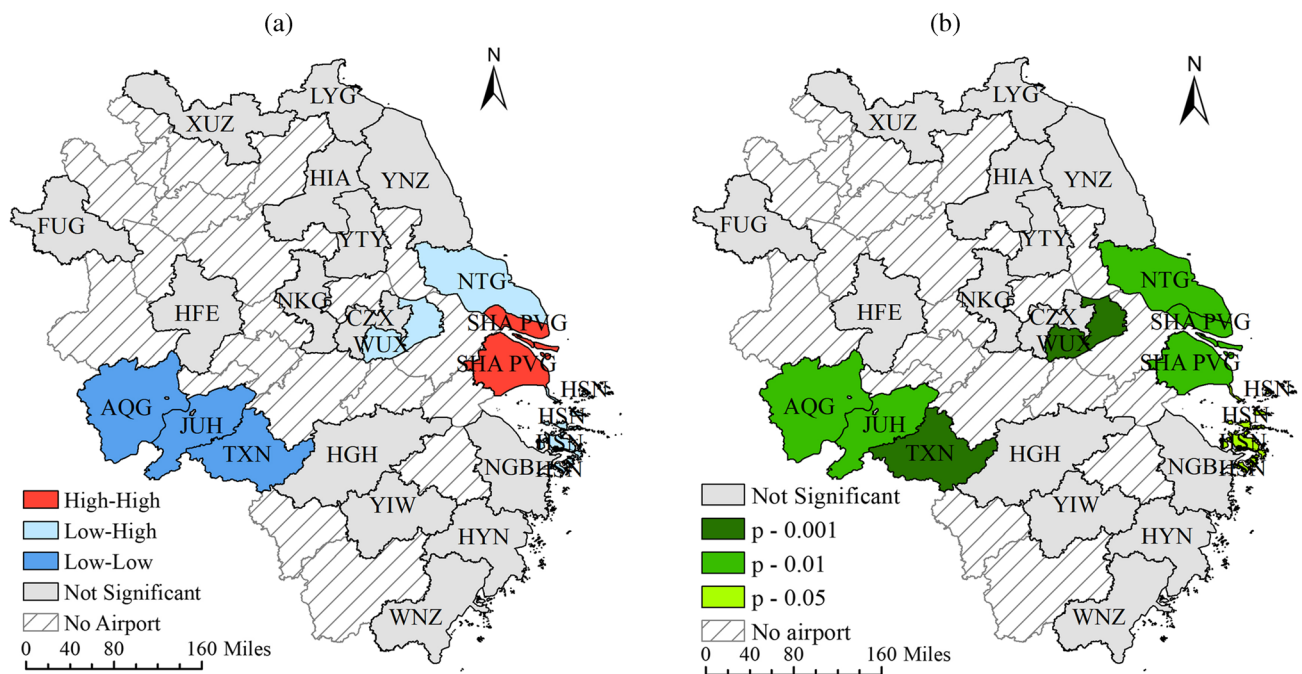 (a)
N
LYG
XUZ
HIA
YNZ
FUG
YTY
NTG
NKG
HFE
CZX
SHA PVG
WUX
SHA PVG
HSN
AQG
HSN
JUH
HSN
TXN
HGH
NGB
HSN
YIW
HYN
WNZ
High-High
Low-High
Low-Low
Not Significant
No Airport
0 40 80 160 Miles
(b)
N
LYG
XUZ
HIA
YNZ
FUG
YTY
NTG
NKG
HFE
CZX
SHA PVG
WUX
SHA PVG
HSN
AQG
HSN
JUH
HSN
TXN
HGH
NGB
HSN
YIW
HYN
WNZ
Not Significant
p - 0.001
p - 0.01
p - 0.05
No airport
0 40 80 160 Miles